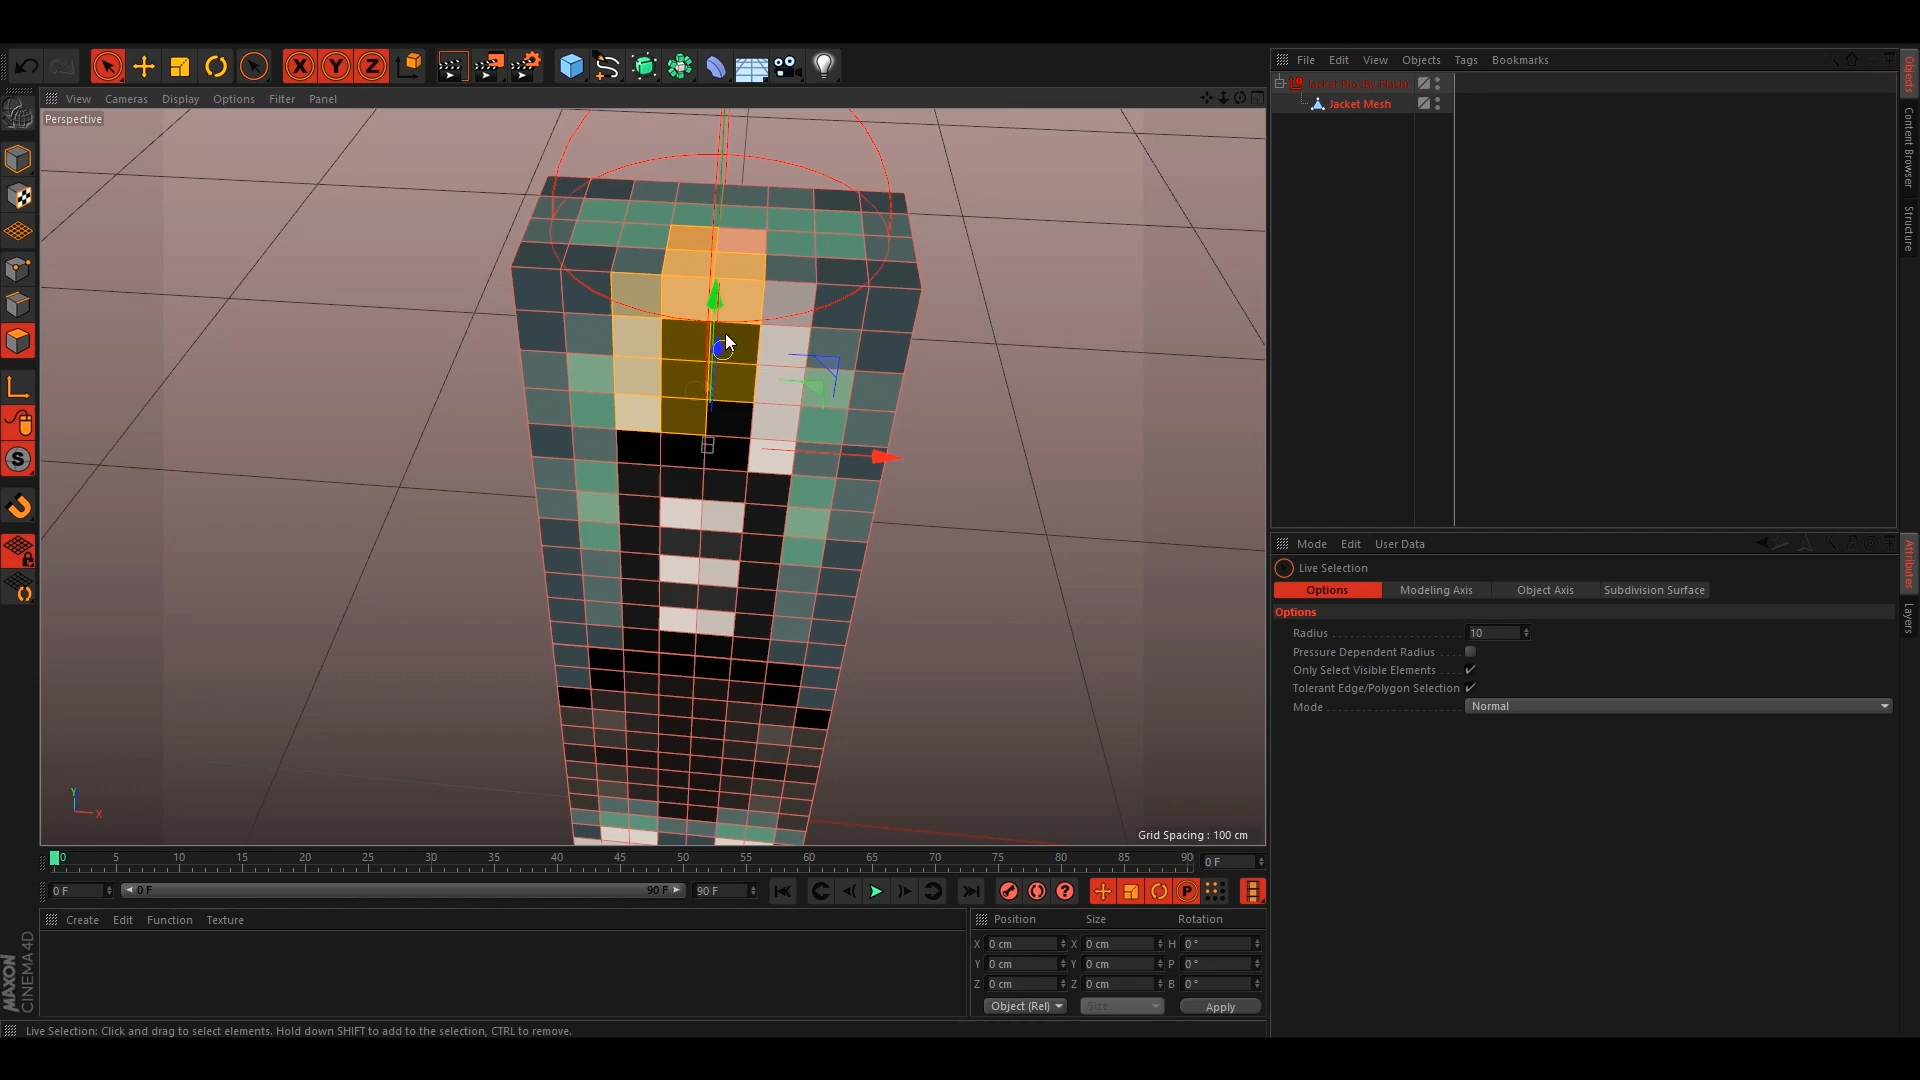 File Edit View Objects Tags Bookmarks
View Cameras Display Options Filter Panel
Perspective
Jacket Mesh
Objects
Content Browser
Structure
Mode Edit User Data
Live Selection
Options Modeling Axis Object Axis Subdivision Surface
Options
Radius 10
Pressure Dependent Radius
Only Select Visible Elements
Tolerant Edge/Polygon Selection
Mode Normal
Attributes
Layers
Y
X
Grid Spacing : 100 cm
0 5 10 15 20 25 30 35 40 45 50 55 60 65 70 75 80 85 90 0 F
0 F 0 F 90 F 90 F
Create Edit Function Texture
Position Size Rotation
X 0 cm X 0 cm H 0 °
Y 0 cm Y 0 cm P 0 °
Z 0 cm Z 0 cm B 0 °
Object (Rel) Size Apply
MAXON
CINEMA 4D
Live Selection: Click and drag to select elements. Hold down SHIFT to add to the selection, CTRL to remove.